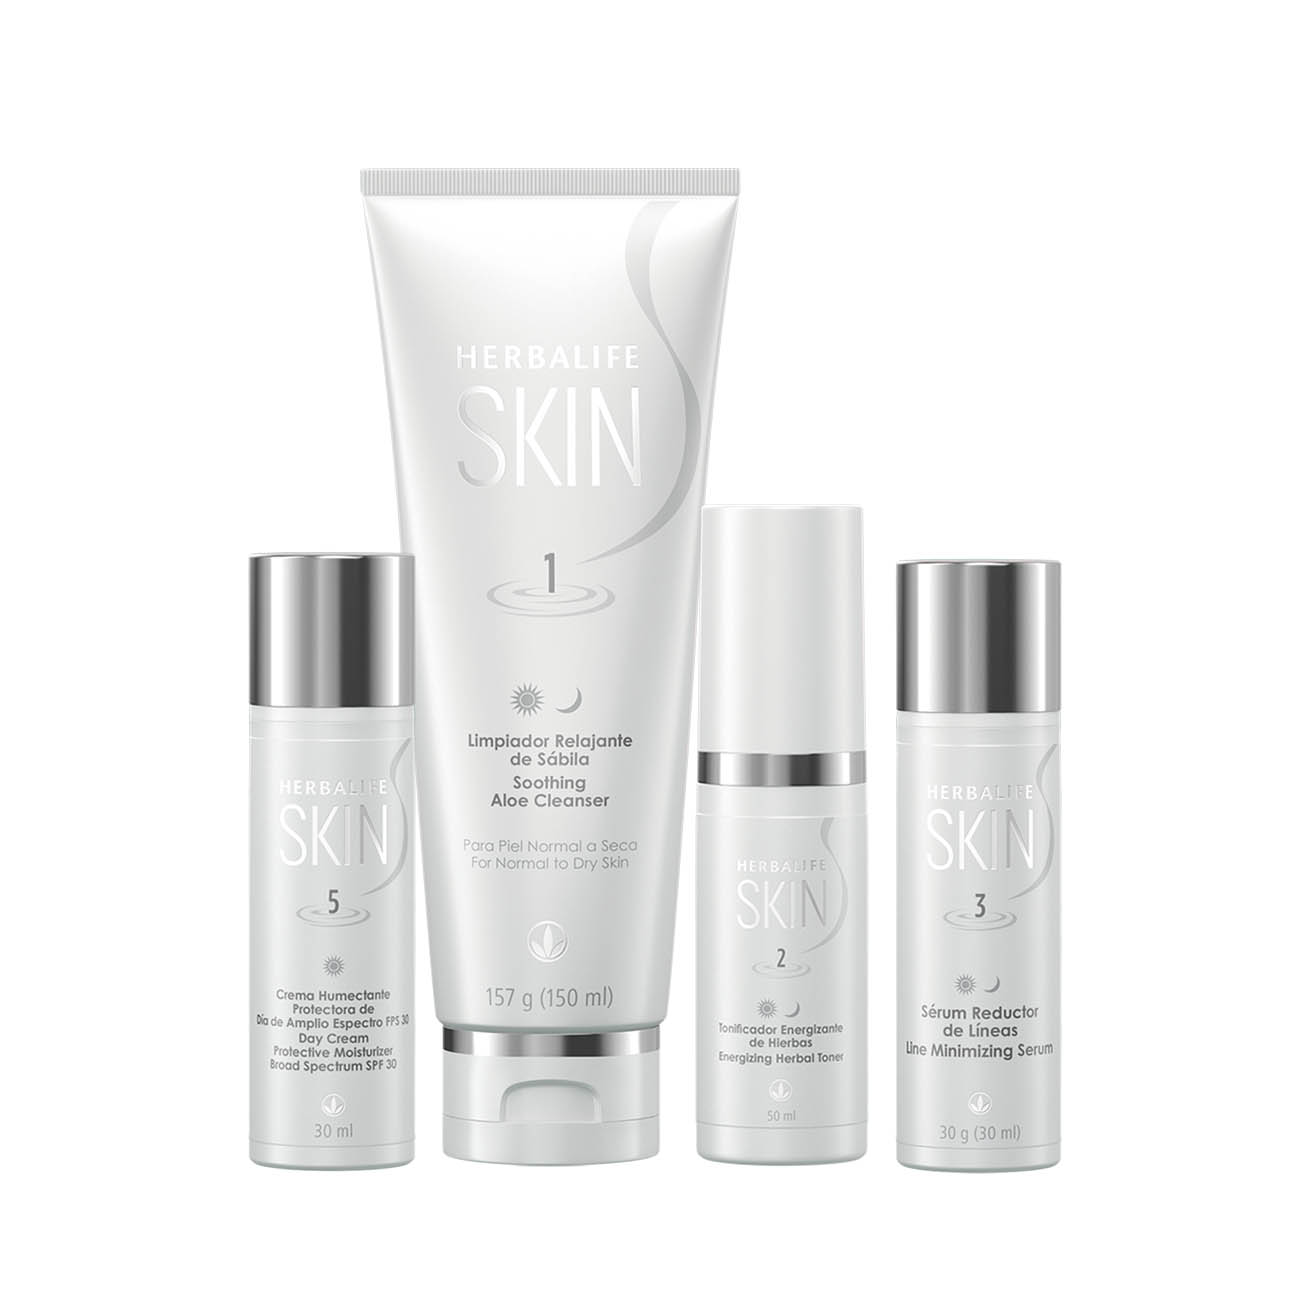 HERBALIFE
SKIN
5
Crema Humectante
Protectora de
Día de Amplio Espectro FPS 30
Day Cream
Protective Moisturizer
Broad Spectrum SPF 30
30 ml
HERBALIFE
SKIN
1
Limpiador Relajante
de Sábila
Soothing
Aloe Cleanser
Para Piel Normal a Seca
For Normal to Dry Skin
157 g (150 ml)
HERBALIFE
SKIN
2
Tonificador Energizante
de Hierbas
Energizing Herbal Toner
50 ml
HERBALIFE
SKIN
3
Sérum Reductor
de Líneas
Line Minimizing Serum
30 g (30 ml)